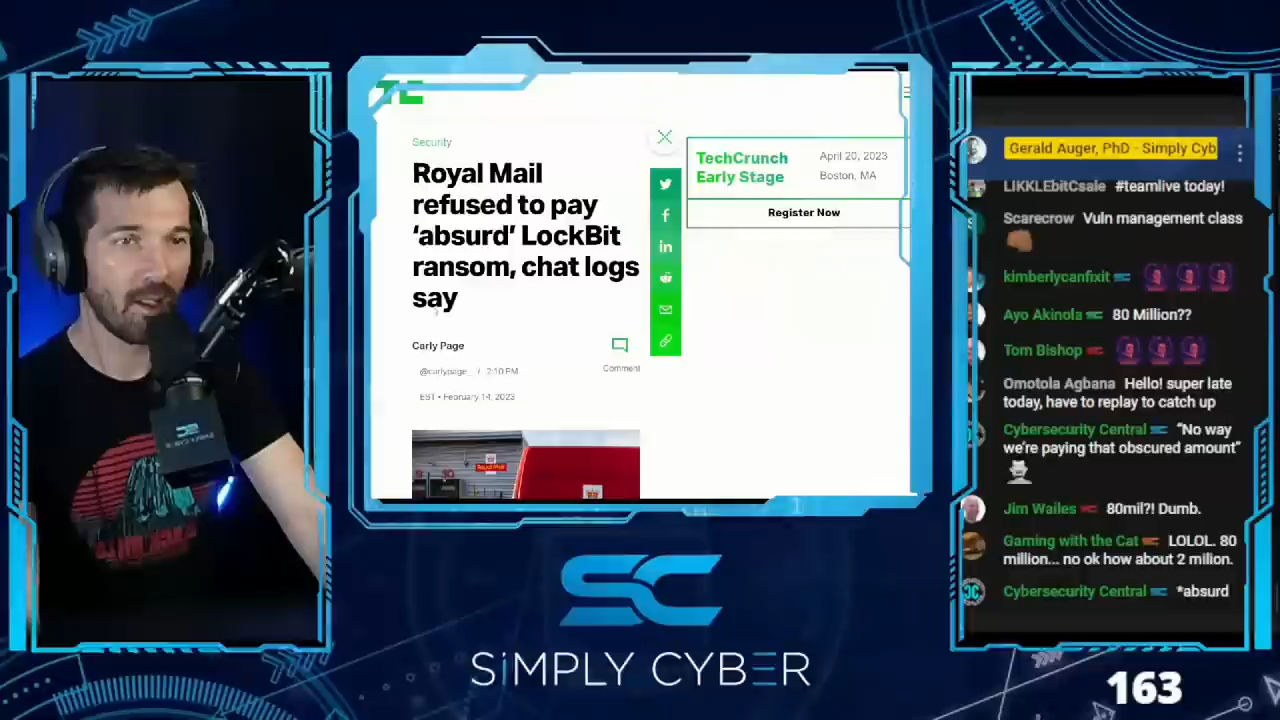 TC
Security
Royal Mail
refused to pay
‘absurd’ LockBit
ransom, chat logs
say
Carly Page
Comment
@carlypage_ / 2:10 PM
EST • February 14, 2023
Royal Mail
TechCrunch
Early Stage
April 20, 2023
Boston, MA
Register Now
Gerald Auger, PhD - Simply Cyb
LIKKLEbitCsale #teamlive today!
Scarecrow Vuln management class
kimberlycanfixit
Ayo Akinola 80 Million??
Tom Bishop
Omotola Agbana Hello! super late
today, have to replay to catch up
Cybersecurity Central “No way
we’re paying that obscured amount”
Jim Wailes 80mil?! Dumb.
Gaming with the Cat LOLOL. 80
million... no ok how about 2 milion.
Cybersecurity Central *absurd
SC
SiMPLY CYBER
163